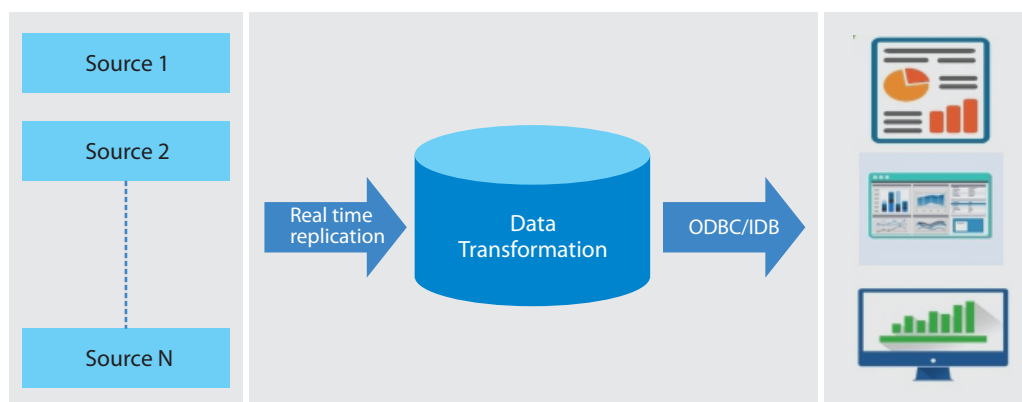 Source 1
Source 2
Source N
Real time
replication
Data
Transformation
ODBC/IDB